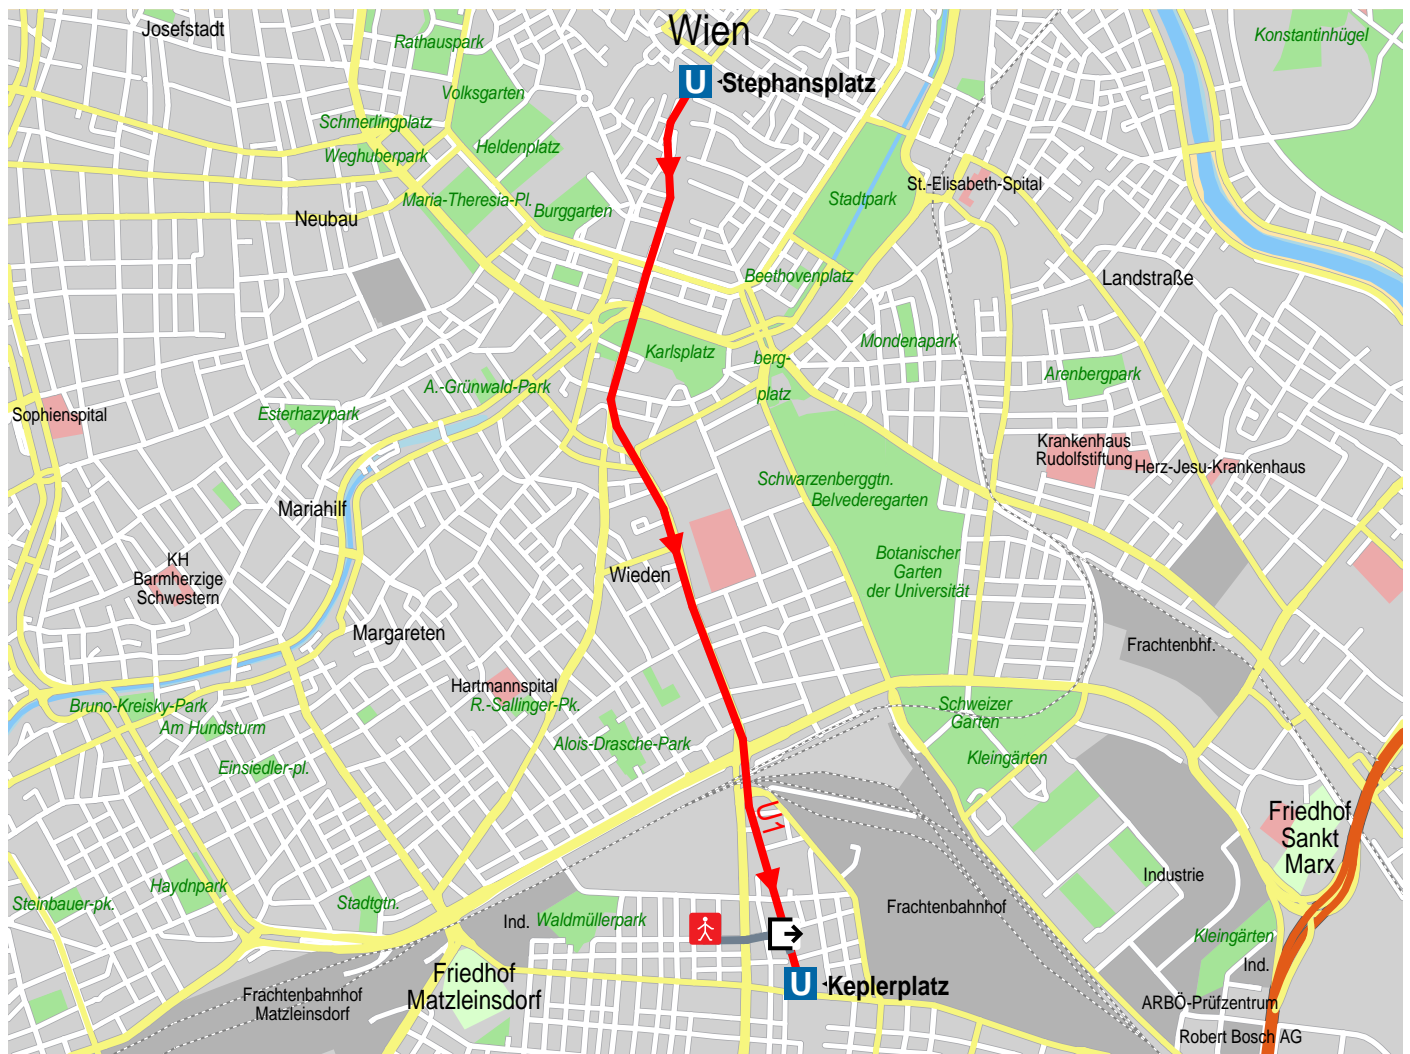 Wien
Josefstadt
Rathauspark
Konstantinhügel
U
Stephansplatz
Volksgarten
Schmerlingplatz
Heldenplatz
Weghuberpark
St.-Elisabeth-Spital
Maria-Theresia-Pl.
Burggarten
Stadtpark
Neubau
Beethovenplatz
Landstraße
Mondenapark
Karlsplatz
berg-
platz
Arenbergpark
A.-Grünwald-Park
Sophienspital
Esterhazypark
Krankenhaus
Rudolfstiftung
Herz-Jesu-Krankenhaus
Schwarzenberggtn.
Belvederegarten
Mariahilf
KH
Barmherzige
Schwestern
Wieden
Botanischer
Garten
der Universität
Margareten
Frachtenbhf.
Hartmannspital
R.-Sallinger-Pk.
Bruno-Kreisky-Park
Am Hundsturm
Schweizer
Garten
Alois-Drasche-Park
Einsiedler-pl.
Kleingärten
U1
Friedhof
Sankt
Marx
Industrie
Haydnpark
Steinbauer-pk.
Stadtgtn.
Ind.
Waldmüllerpark
Frachtenbahnhof
Kleingärten
Ind.
Friedhof
Matzleinsdorf
U
Keplerplatz
Frachtenbahnhof
Matzleinsdorf
ARBÖ-Prüfzentrum
Robert Bosch AG